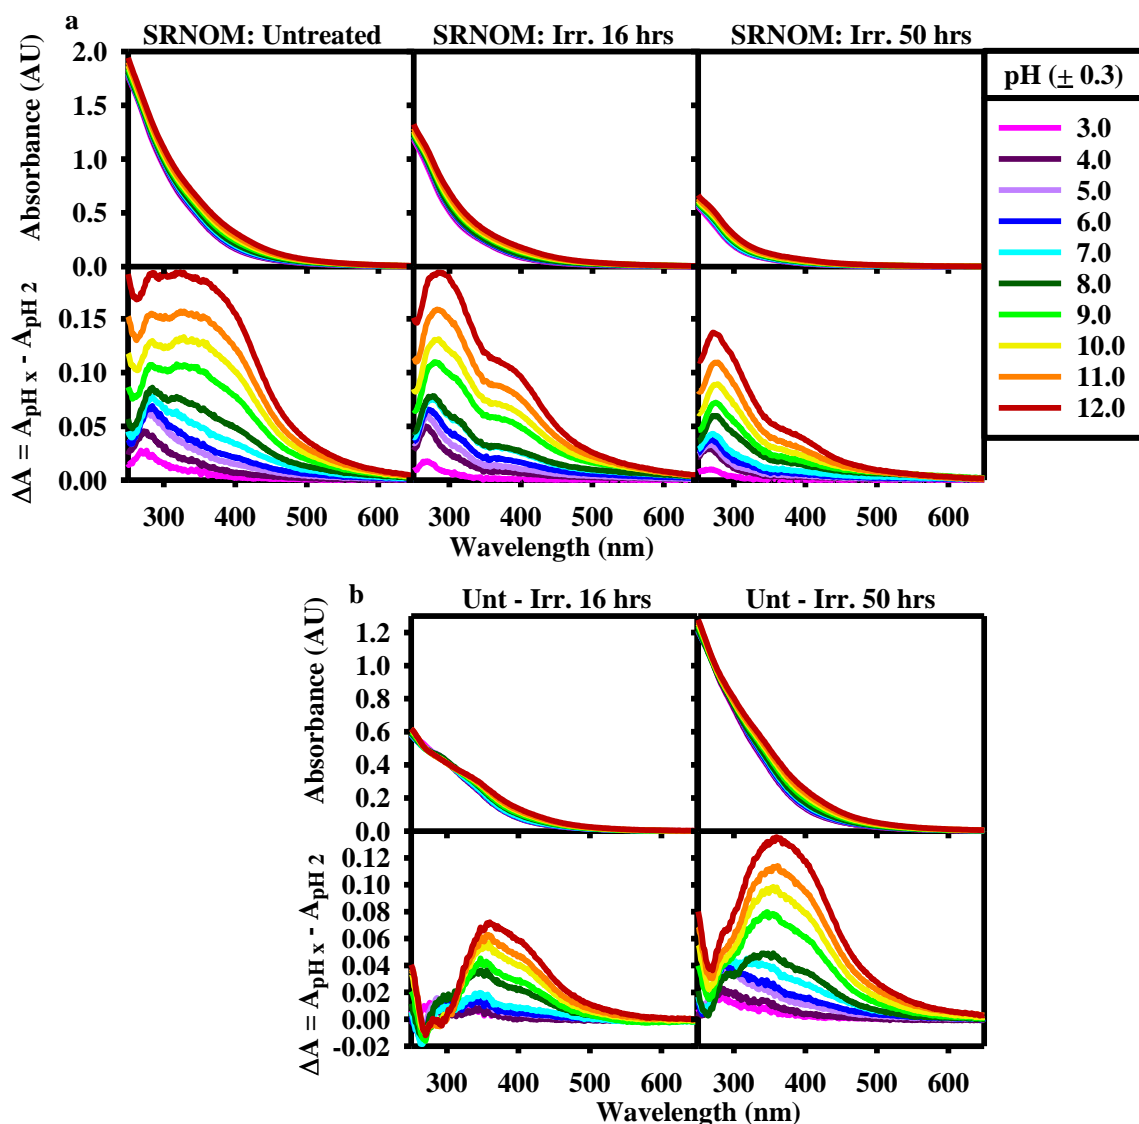 a
SRNOM: Untreated SRNOM: Irr. 16 hrs SRNOM: Irr. 50 hrs
pH (± 0.3)
3.0
4.0
5.0
6.0
7.0
8.0
9.0
10.0
11.0
12.0
Absorbance (AU)
2.0
1.5
1.0
0.5
0.0
ΔA = ApH x - ApH 2
0.15
0.10
0.05
0.00
300 400 500 600 300 400 500 600 300 400 500 600
Wavelength (nm)
b
Unt - Irr. 16 hrs Unt - Irr. 50 hrs
Absorbance (AU)
1.2
1.0
0.8
0.6
0.4
0.2
0.0
ΔA = ApH x - ApH 2
0.12
0.10
0.08
0.06
0.04
0.02
0.00
-0.02
300 400 500 600 300 400 500 600
Wavelength (nm)